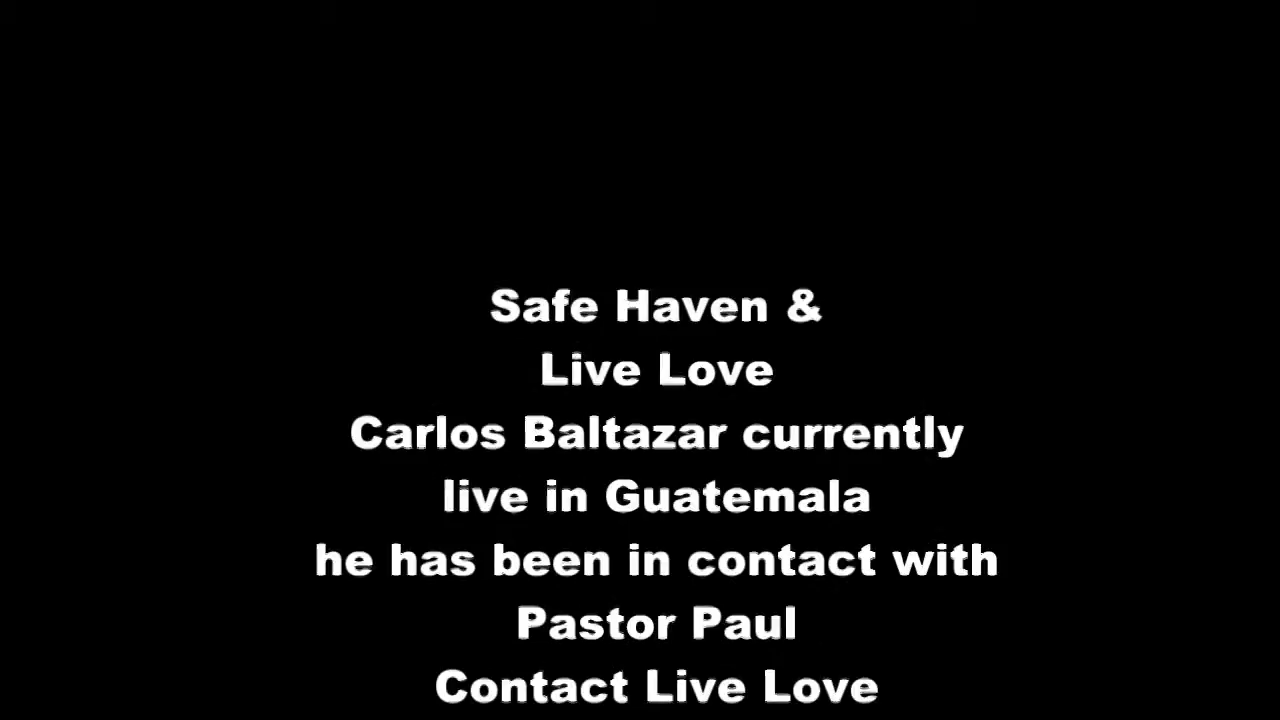 Safe Haven &
Live Love
Carlos Baltazar currently
live in Guatemala
he has been in contact with
Pastor Paul
Contact Live Love